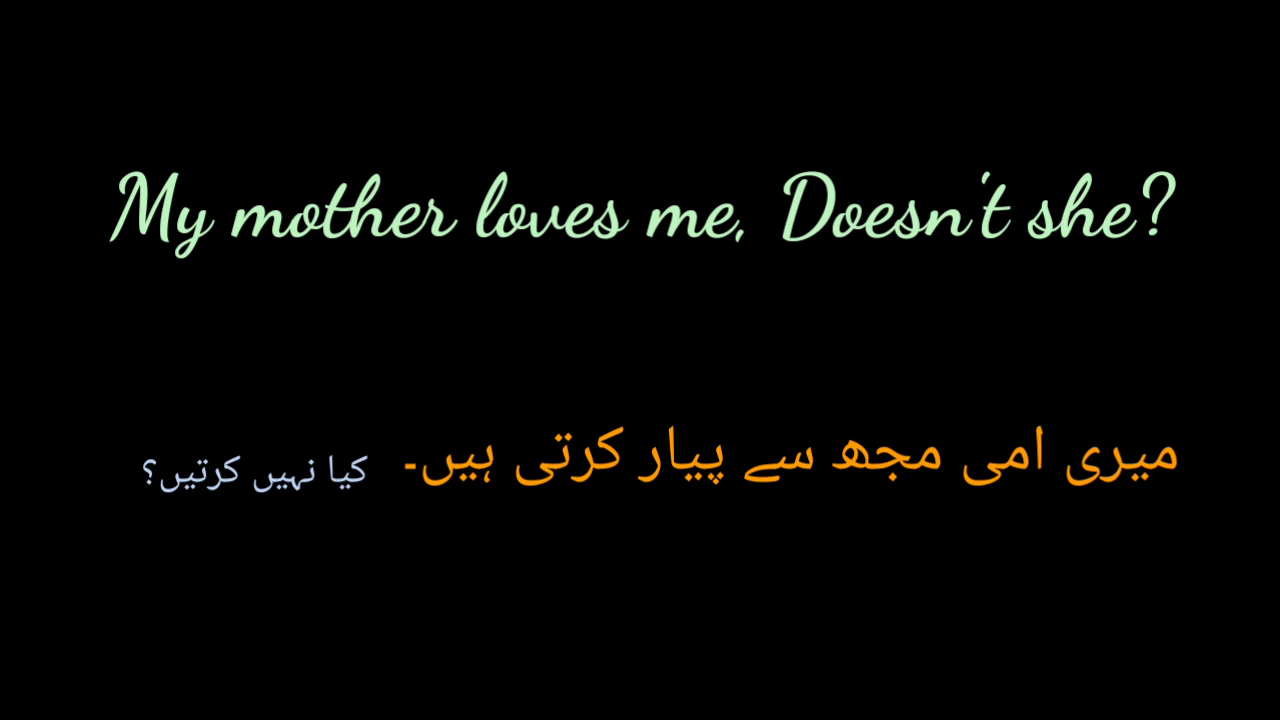 My mother loves me, Doesn't she?
میری امی مجھ سے پیار کرتی ہیں۔ کیا نہیں کرتیں؟